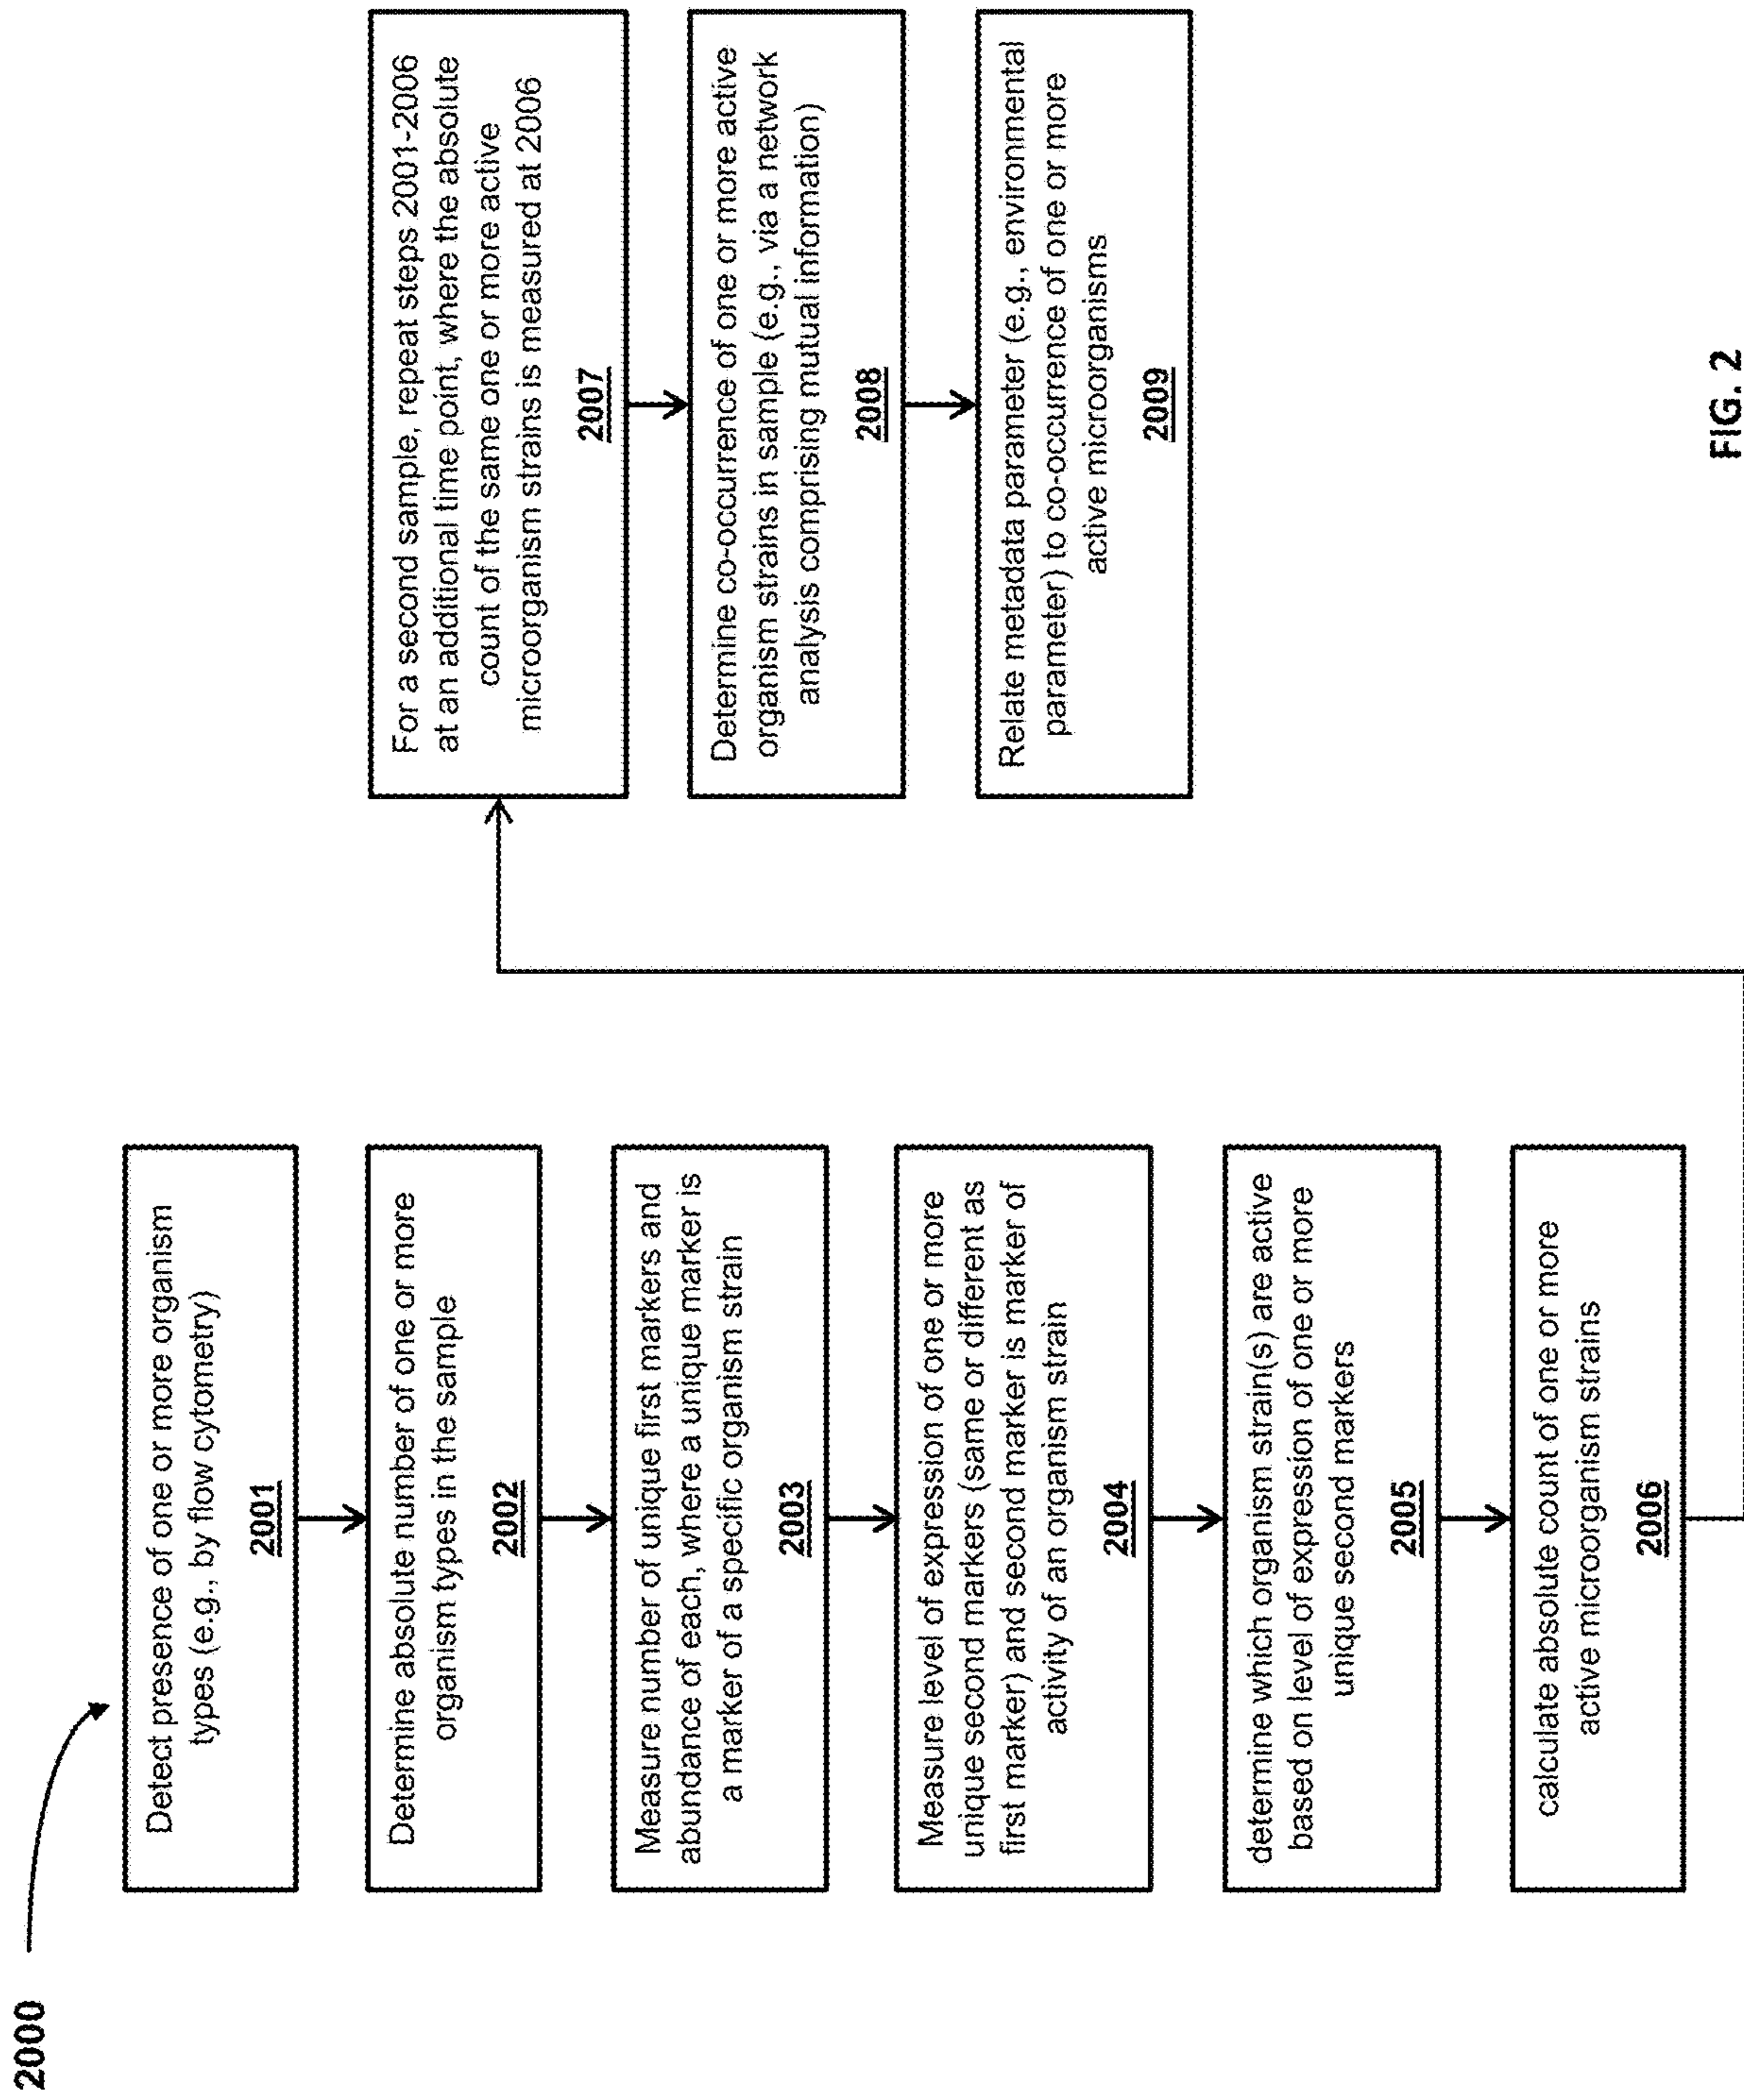 2000
Detect presence of one or more organism
types (e.g., by flow cytometry)
2001
Determine absolute number of one or more
organism types in the sample
2002
Measure number of unique first markers and
abundance of each, where a unique marker is
a marker of a specific organism strain
2003
Measure level of expression of one or more
unique second markers (same or different as
first marker) and second marker is marker of
activity of an organism strain
2004
determine which organism strain(s) are active
based on level of expression of one or more
unique second markers
2005
calculate absolute count of one or more
active microorganism strains
2006
For a second sample, repeat steps 2001-2006
at an additional time point, where the absolute
count of the same one or more active
microorganism strains is measured at 2006
2007
Determine co-occurrence of one or more active
organism strains in sample (e.g., via a network
analysis comprising mutual information)
2008
Relate metadata parameter (e.g., environmental
parameter) to co-occurrence of one or more
active microorganisms
2009
FIG. 2